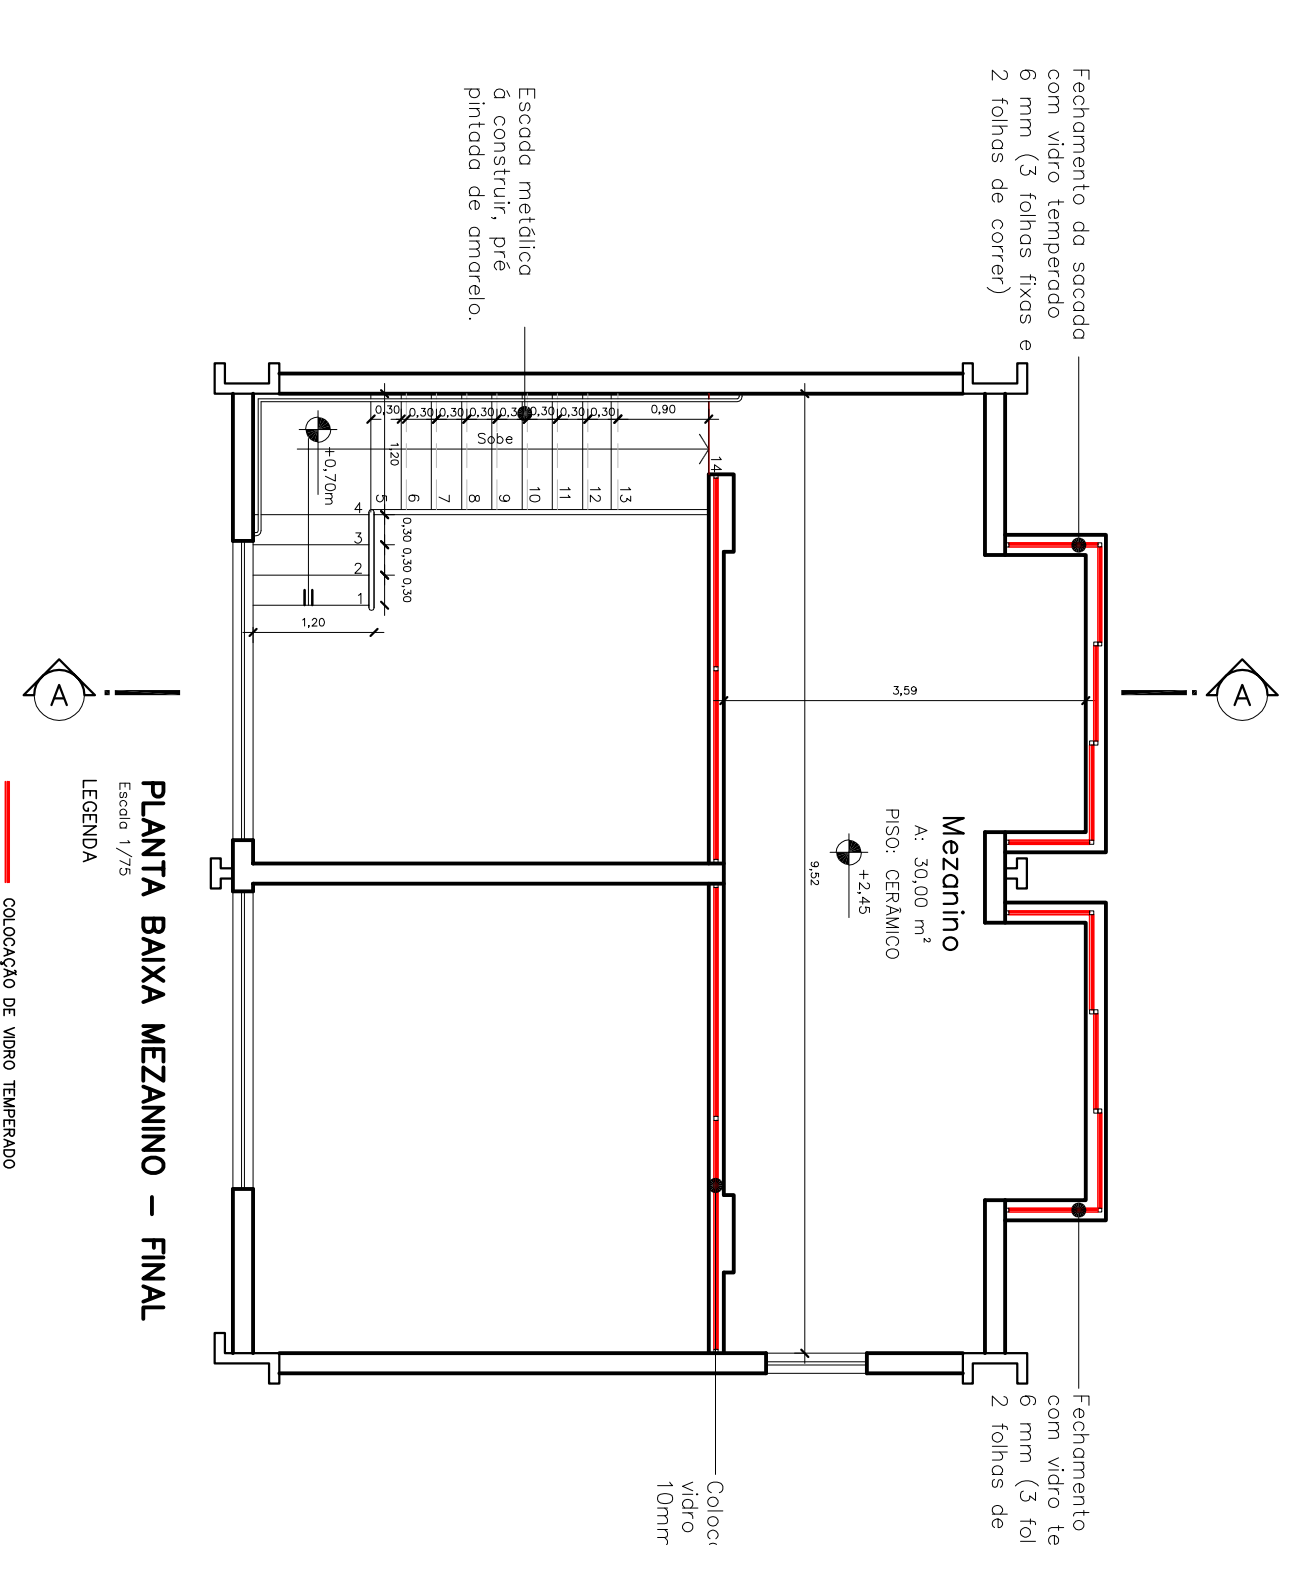 Fechamento da sacada
com vidro temperado
6 mm (3 folhas fixas e
2 folhas de correr)
Fechamento
com vidro te
6 mm (3 fol
2 folhas de
Escada metálica
á construir, pré
pintada de amarelo.
Coloc
vidro
10mm
A
A
Mezanino
A: 30,00 m²
PISO: CERÂMICO
+2,45
3,59
9,52
0,30 0,30 0,30 0,30 0,30 0,30 0,30 0,30 0,90
Sobe
1,20
+0,70m
14
13
12
11
10
9
8
7
6
5
4
3
2
1
0,30 0,30 0,30
1,20
PLANTA BAIXA MEZANINO - FINAL
Escala 1/75
LEGENDA
COLOCAÇÃO DE VIDRO TEMPERADO